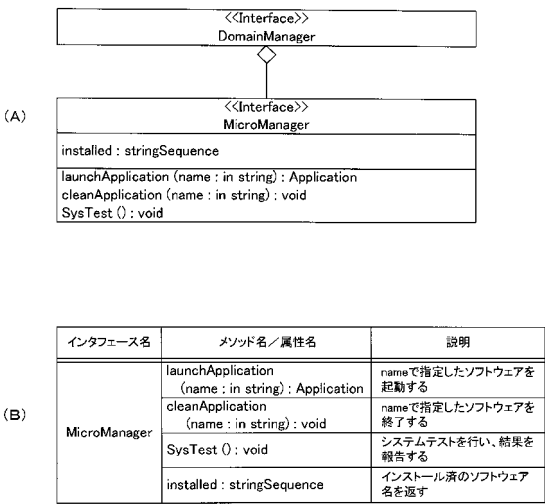 <<Interface>>
DomainManager
(A)
<<Interface>>
MicroManager
installed : stringSequence
launchApplication (name : in string) : Application
cleanApplication (name : in string) : void
SysTest () : void
(B)
インタフェース名
メソッド名/属性名
説明
MicroManager
launchApplication
(name : in string) : Application
nameで指定したソフトウェアを
起動する
cleanApplication
(name : in string) : void
nameで指定したソフトウェアを
終了する
SysTest () : void
システムテストを行い、結果を
報告する
installed : stringSequence
インストール済のソフトウェア
名を返す